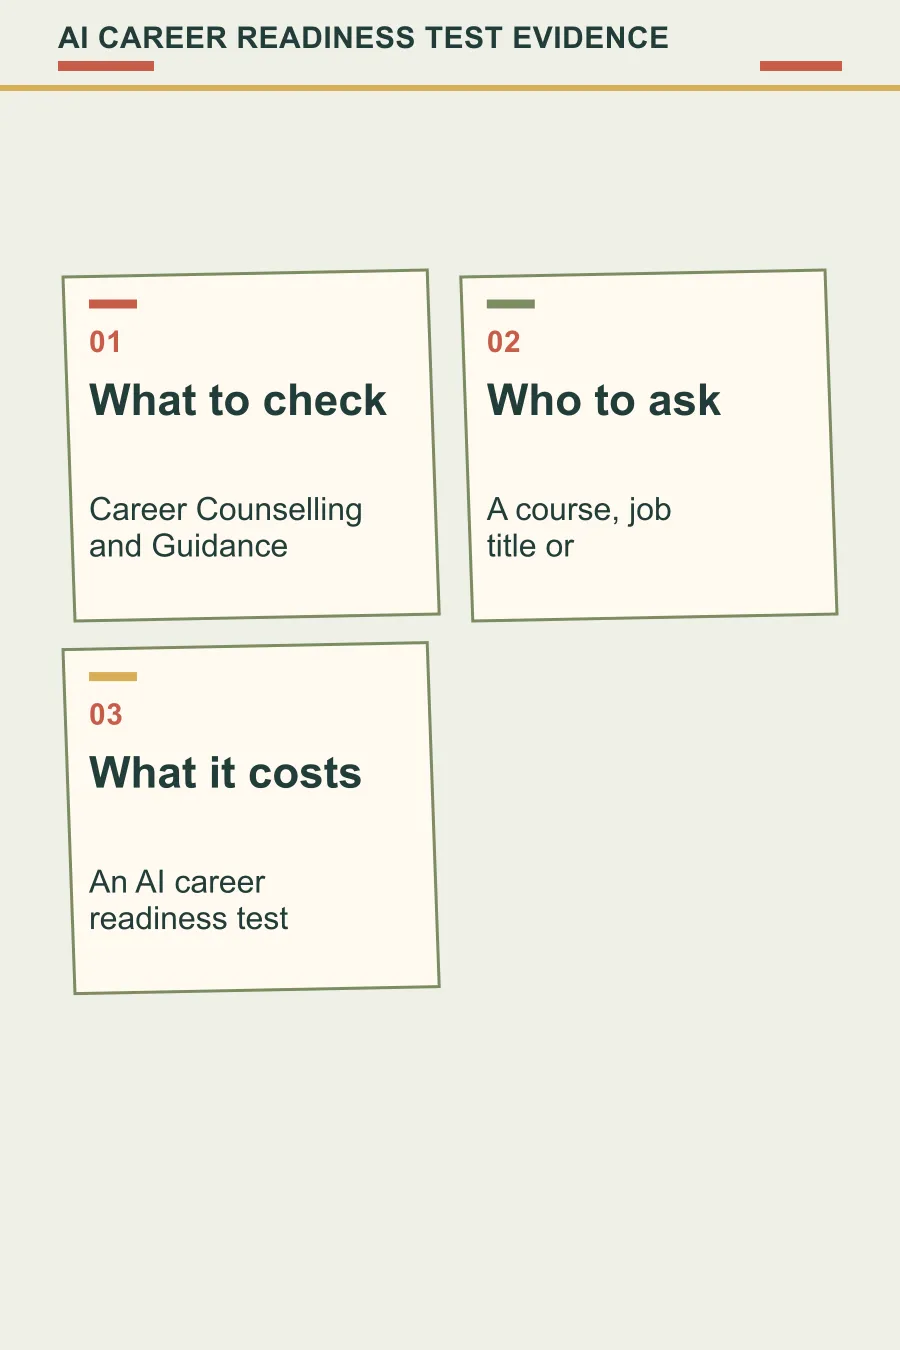 AI CAREER READINESS TEST EVIDENCE
01
What to check
Career Counselling
and Guidance
02
Who to ask
A course, job
title or
03
What it costs
An AI career
readiness test